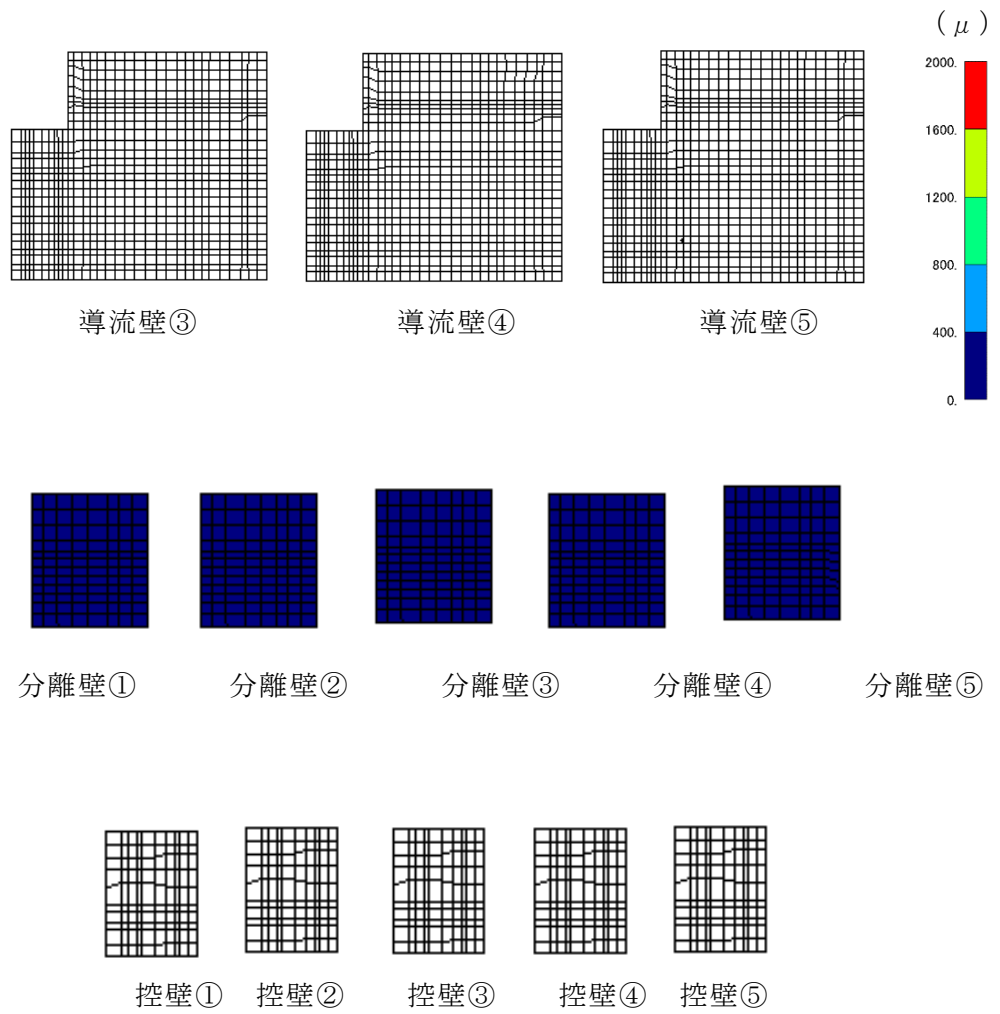 （μ）
2000.
1600.
1200.
800.
400.
0.
導流壁③ 導流壁④ 導流壁⑤
分離壁① 分離壁② 分離壁③ 分離壁④ 分離壁⑤
控壁① 控壁② 控壁③ 控壁④ 控壁⑤